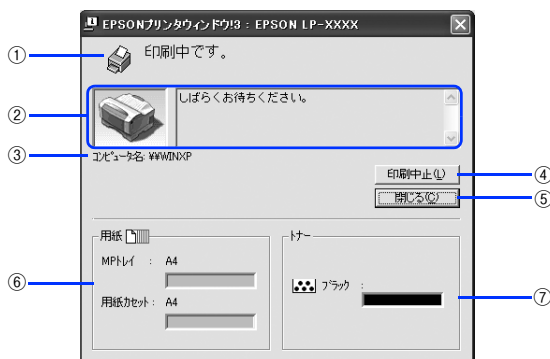 EPSONプリンタウィンドウ!3 : EPSON LP-XXXX
① 印刷中です。
② しばらくお待ちください。
③ コンピュータ名: ¥¥WINXP
印刷中止(L) ④
閉じる(C) ⑤
用紙
MPトレイ : A4
⑥
用紙カセット : A4
トナー
ブラック :
⑦